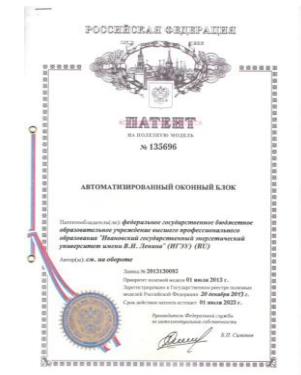 РОССИЙСКАЯ ФЕДЕРАЦИЯ
ПАТЕНТ
НА ПОЛЕЗНУЮ МОДЕЛЬ
№ 135696
АВТОМАТИЗИРОВАННЫЙ ОКОННЫЙ БЛОК
Патентообладатель(ли): федеральное государственное бюджетное
образовательное учреждение высшего профессионального
образования "Ивановский государственный энергетический
университет имени В.И. Ленина" (ИГЭУ) (RU)
Автор(ы): см. на обороте
Заявка № 2013130093
Приоритет полезной модели 01 июля 2013 г.
Зарегистрировано в Государственном реестре полезных
моделей Российской Федерации 20 декабря 2013 г.
Срок действия патента истекает 01 июля 2023 г.
Руководитель Федеральной службы
по интеллектуальной собственности
Б.П. Симонов